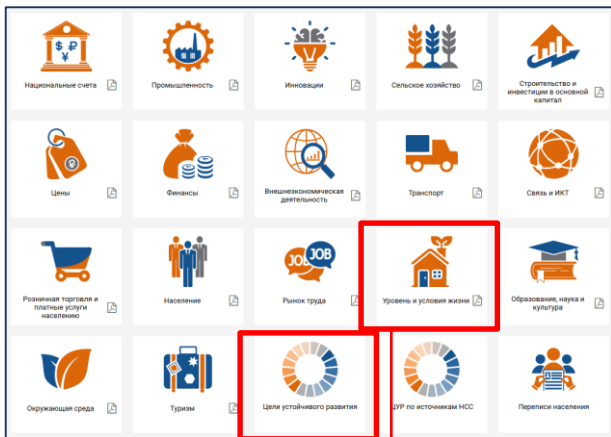 $ ₽
¥
Национальные счета
Промышленность
Инновации
Сельское хозяйство
Строительство и
инвестиции в основной
капитал
Цены
Финансы
Внешнеэкономическая
деятельность
Транспорт
Связь и ИКТ
Розничная торговля и
платные услуги
населению
Население
JOB JOB
Рынок труда
Уровень и условия жизни
Образование, наука и
культура
Окружающая среда
Туризм
Цели устойчивого развития
ЦУР по источникам НСС
Переписи населения